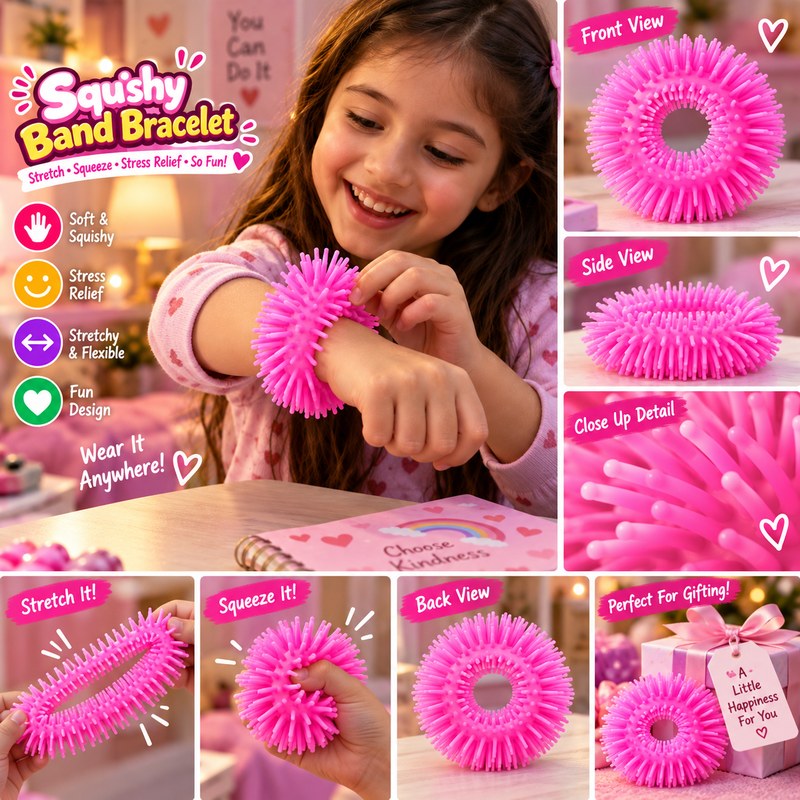 You
Can
Do It
Squishy
Band Bracelet
Stretch • Squeeze • Stress Relief • So Fun!
Soft &
Squishy
Stress
Relief
Stretchy
& Flexible
Fun
Design
Wear It
Anywhere!
Choose
Kindness
Front View
Side View
Close Up Detail
Stretch It!
Squeeze It!
Back View
Perfect For Gifting!
A
Little
Happiness
For You